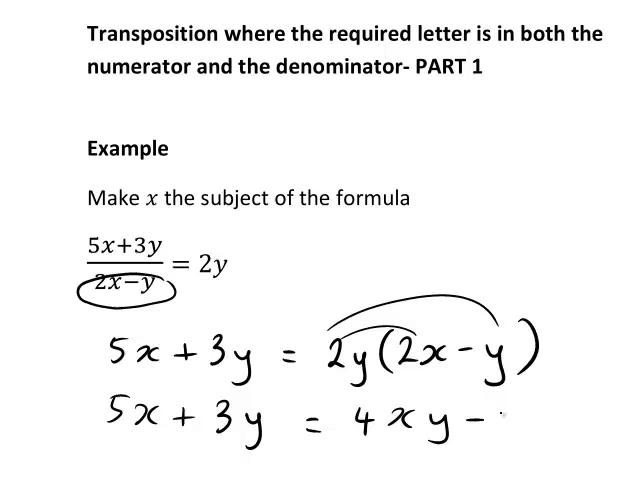 Transposition where the required letter is in both the
numerator and the denominator- PART 1
Example
Make x the subject of the formula
5x+3y
2x−y
= 2y
5x + 3y = 2y(2x − y)
5x + 3y = 4xy −